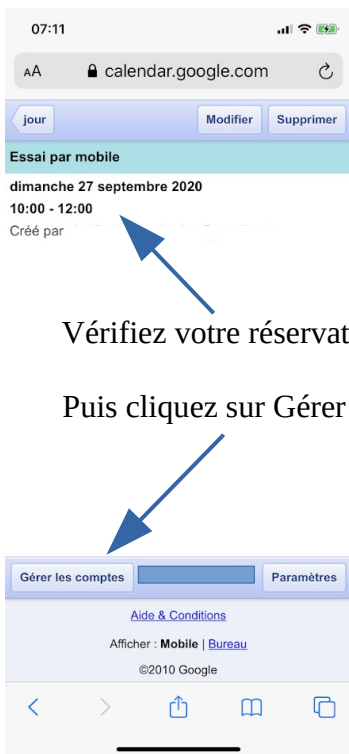 07:11
AA calendar.google.com
jour Modifier Supprimer
Essai par mobile
dimanche 27 septembre 2020
10:00 - 12:00
Créé par
Vérifiez votre réservat
Puis cliquez sur Gérer
Gérer les comptes Paramètres
Aide & Conditions
Afficher : Mobile | Bureau
©2010 Google